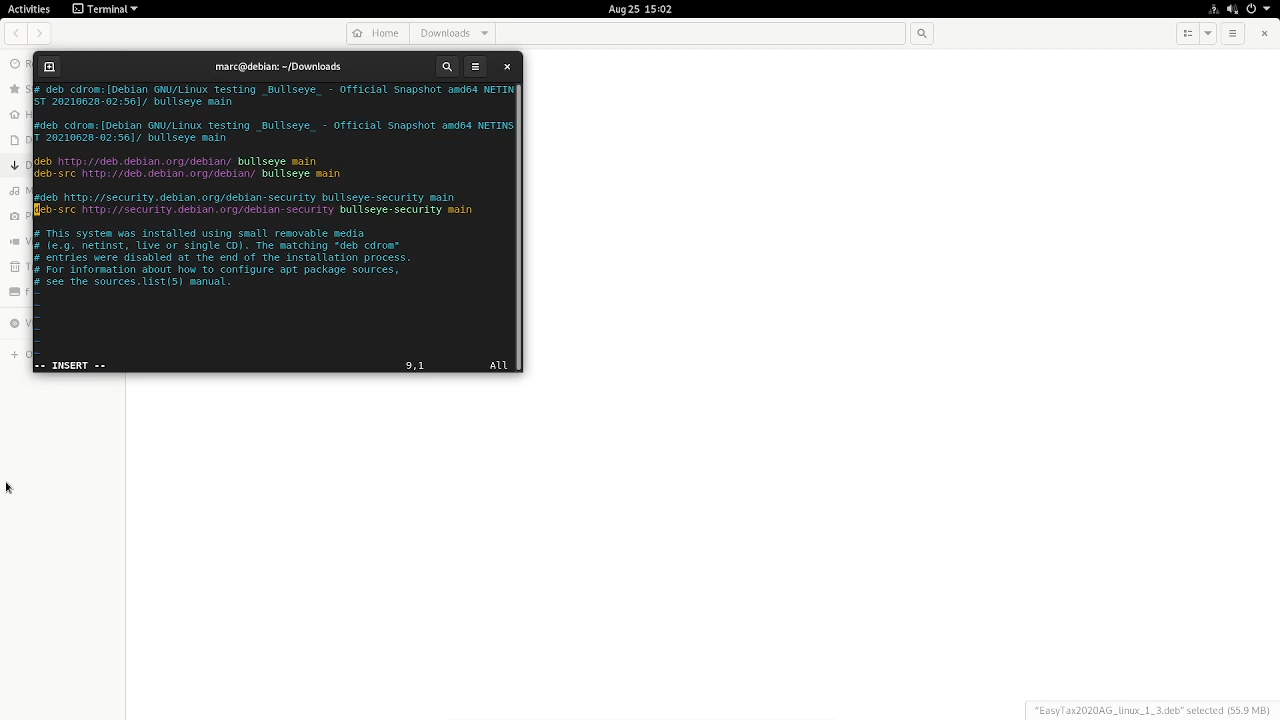 Activities
Terminal
Aug 25 15:02
Home
Downloads
marc@debian: ~/Downloads
# deb cdrom:[Debian GNU/Linux testing _Bullseye_ - Official Snapshot amd64 NETIN
ST 20210628-02:56]/ bullseye main
#deb cdrom:[Debian GNU/Linux testing _Bullseye_ - Official Snapshot amd64 NETINS
T 20210628-02:56]/ bullseye main
deb http://deb.debian.org/debian/ bullseye main
deb-src http://deb.debian.org/debian/ bullseye main
#deb http://security.debian.org/debian-security bullseye-security main
deb-src http://security.debian.org/debian-security bullseye-security main
# This system was installed using small removable media
# (e.g. netinst, live or single CD). The matching "deb cdrom"
# entries were disabled at the end of the installation process.
# For information about how to configure apt package sources,
# see the sources.list(5) manual.
~
~
~
~
~
~
-- INSERT -- 9,1 All
"EasyTax2020AG_linux_1_3.deb" selected (55.9 MB)